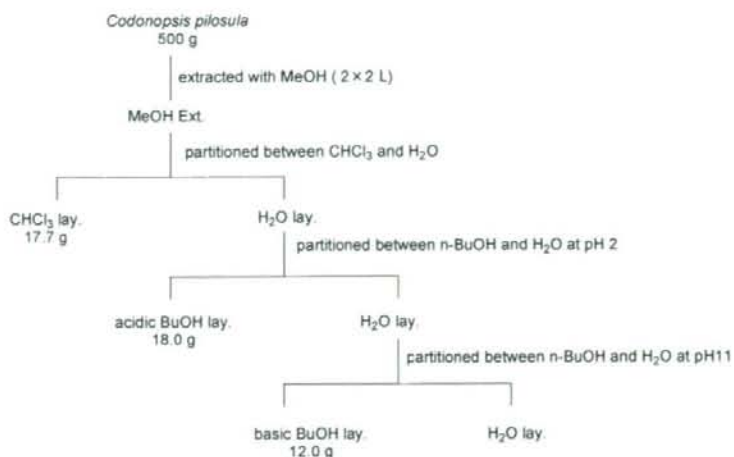 Codonopsis pilosula
500 g
extracted with MeOH ( 2 × 2 L)
MeOH Ext.
partitioned between CHCl₃ and H₂O
CHCl₃ lay.
17.7 g
H₂O lay.
partitioned between n-BuOH and H₂O at pH 2
acidic BuOH lay.
18.0 g
H₂O lay.
partitioned between n-BuOH and H₂O at pH11
basic BuOH lay.
12.0 g
H₂O lay.